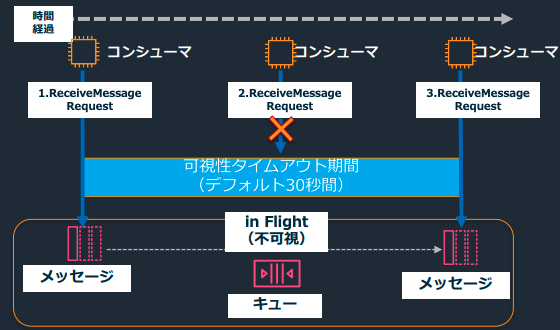 時間
経過
コンシューマ
コンシューマ
コンシューマ
1.ReceiveMessage
Request
2.ReceiveMessage
Request
3.ReceiveMessage
Request
可視性タイムアウト期間
（デフォルト30秒間）
in Flight
（不可視）
メッセージ
キュー
メッセージ